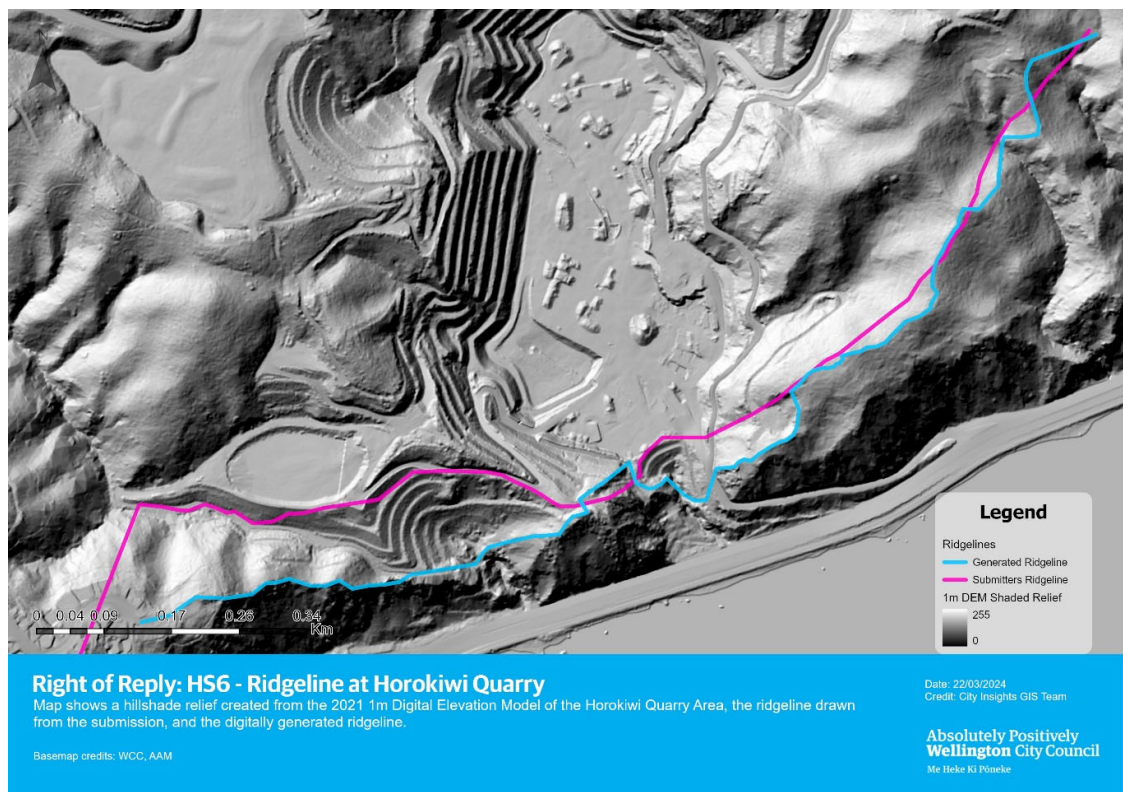 N
Legend
Ridgelines
Generated Ridgeline
Submitters Ridgeline
1m DEM Shaded Relief
255
0
0 0.04 0.09 0.17 0.26 0.34
Km
Right of Reply: HS6 - Ridgeline at Horokiwi Quarry
Map shows a hillshade relief created from the 2021 1m Digital Elevation Model of the Horokiwi Quarry Area, the ridgeline drawn
from the submission, and the digitally generated ridgeline.
Basemap credits: WCC, AAM
Date: 22/03/2024
Credit: City Insights GIS Team
Absolutely Positively
Wellington City Council
Me Heke Ki Pōneke